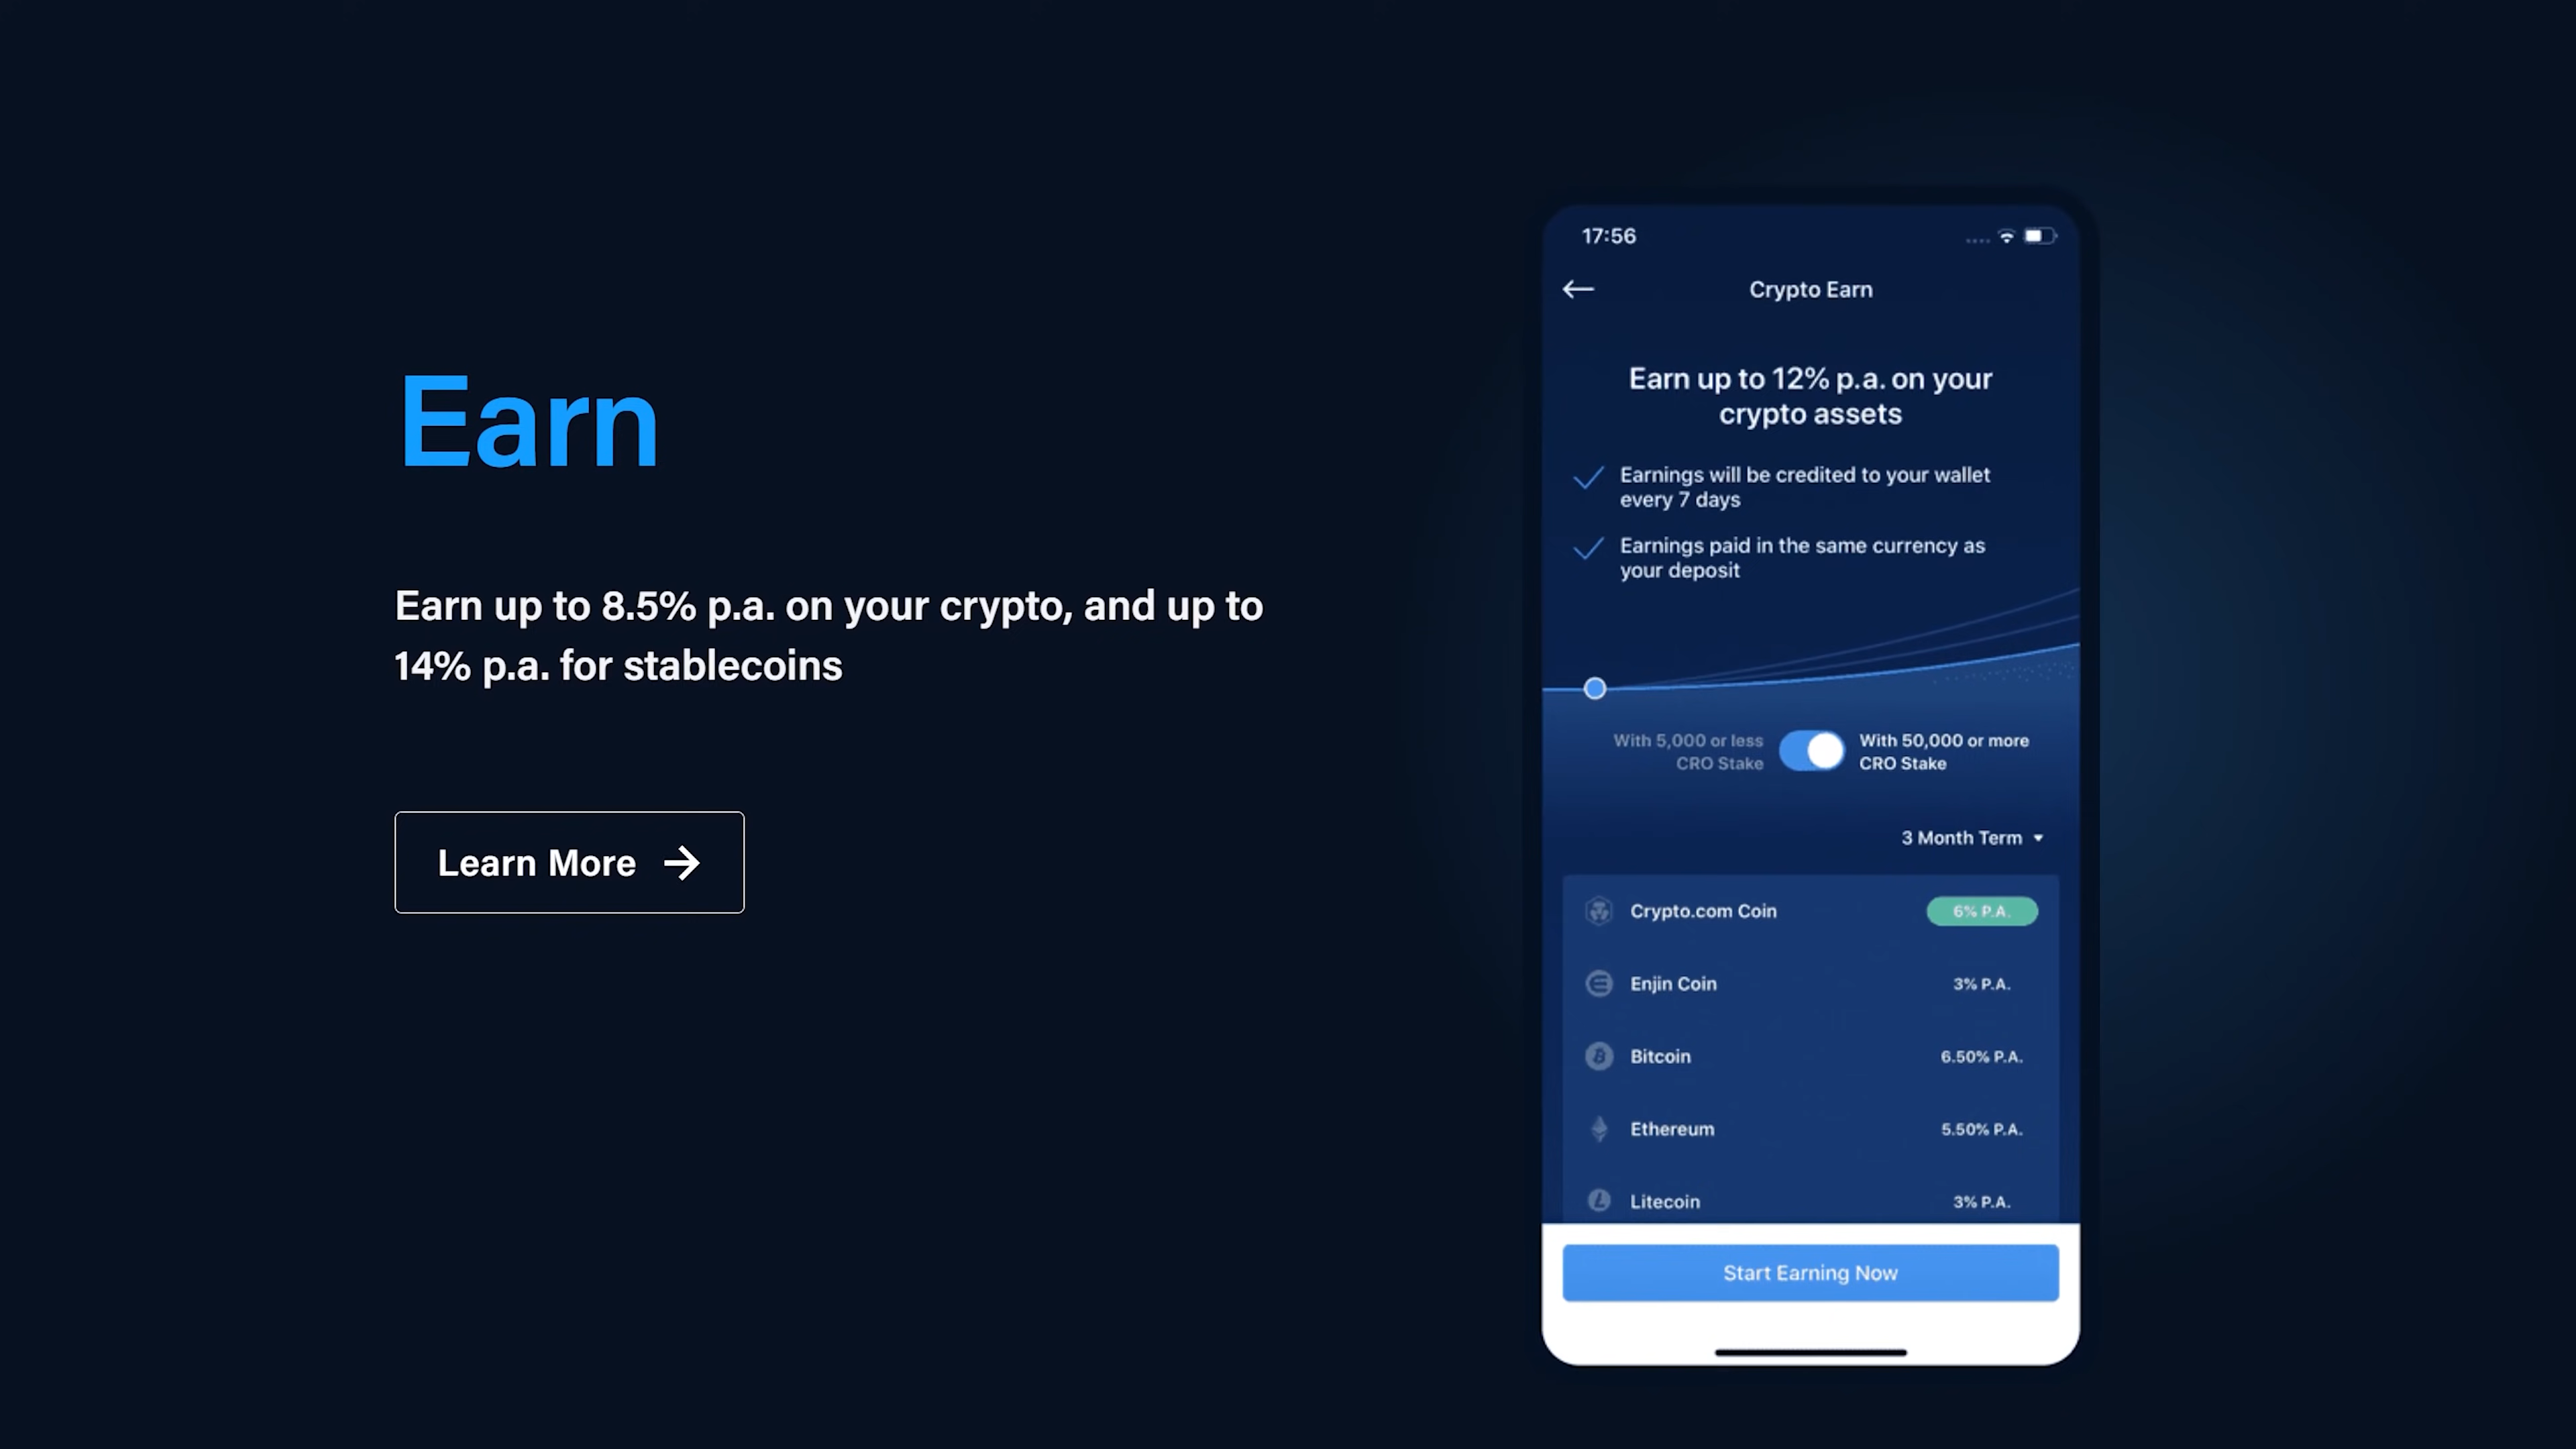 Earn
Earn up to 8.5% p.a. on your crypto, and up to
14% p.a. for stablecoins
Learn More
17:56
Crypto Earn
Earn up to 12% p.a. on your
crypto assets
Earnings will be credited to your wallet
every 7 days
Earnings paid in the same currency as
your deposit
With 5,000 or less
CRO Stake
With 50,000 or more
CRO Stake
3 Month Term
Crypto.com Coin 6% P.A.
Enjin Coin 3% P.A.
Bitcoin 6.50% P.A.
Ethereum 5.50% P.A.
Litecoin 3% P.A.
Start Earning Now